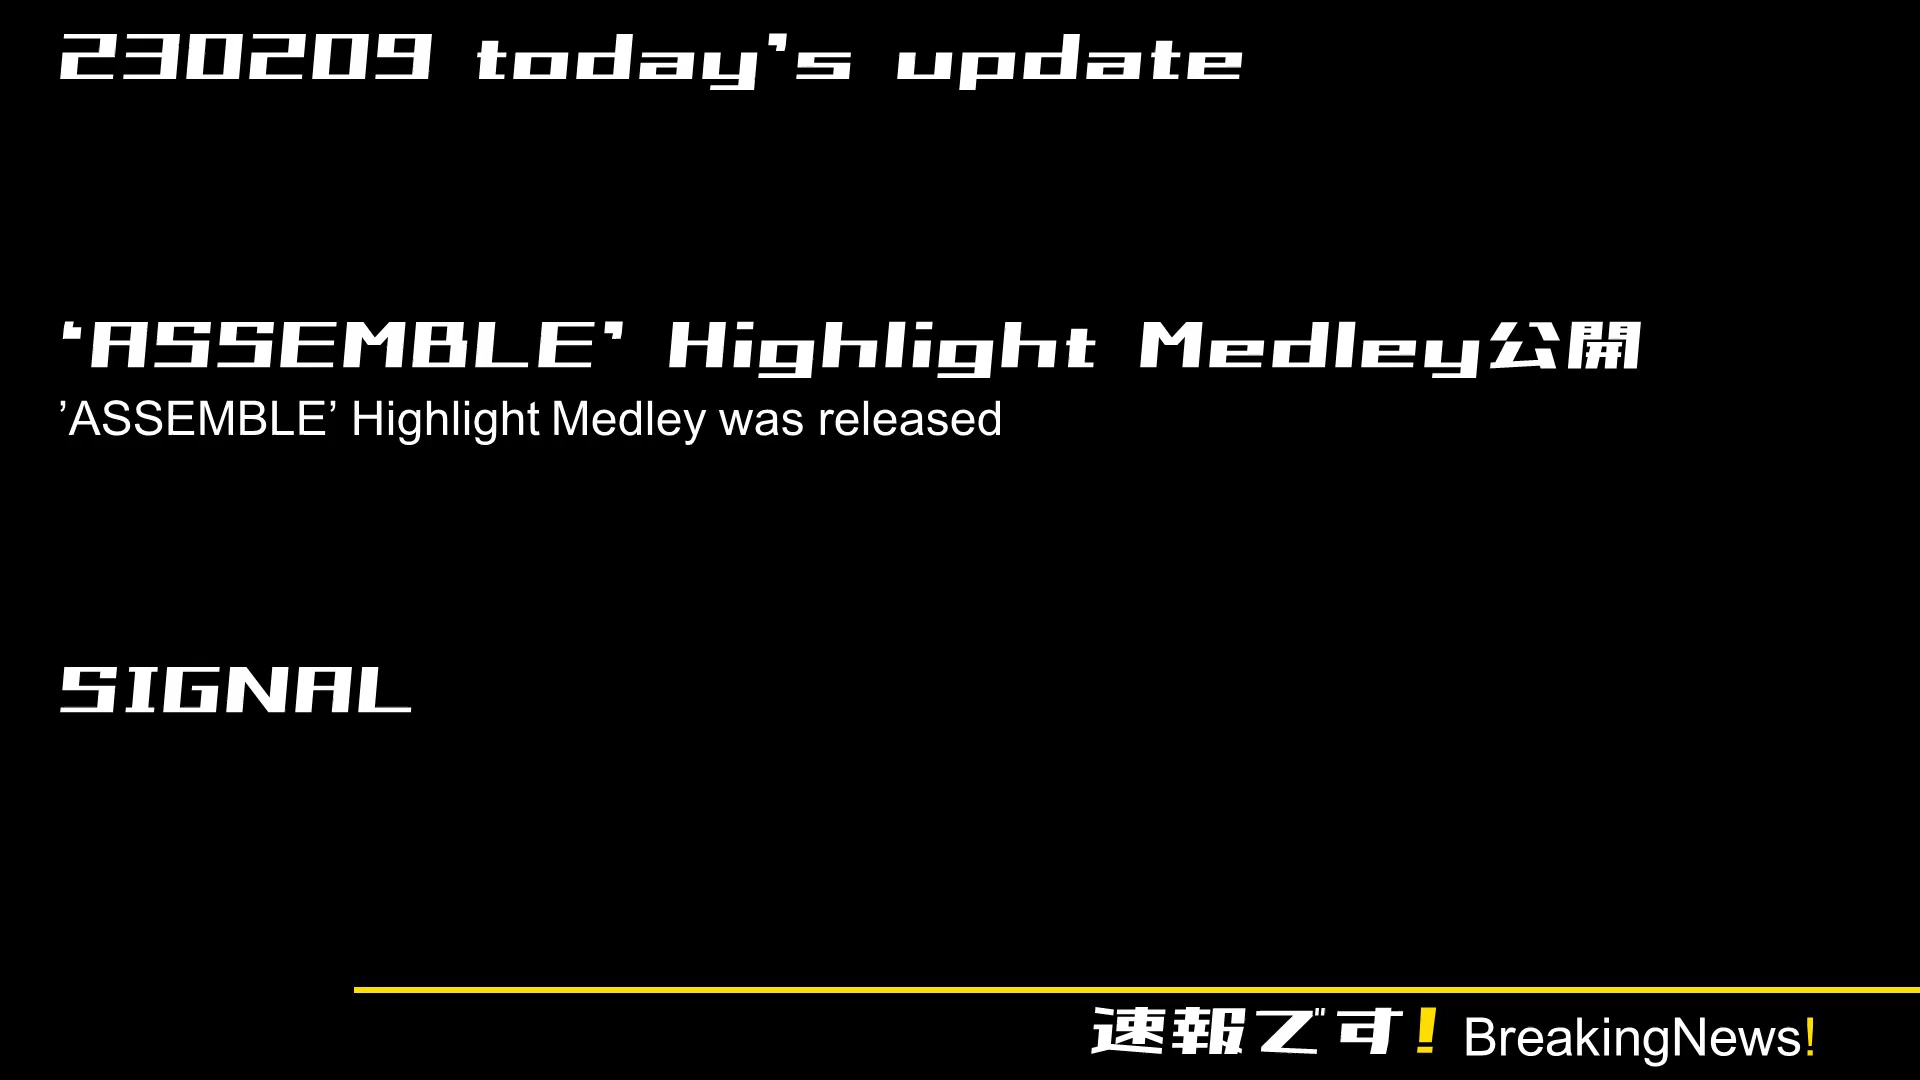 230209 today’s update
‘ASSEMBLE’ Highlight Medley公開
’ASSEMBLE’ Highlight Medley was released
SIGNAL
速報です! BreakingNews!